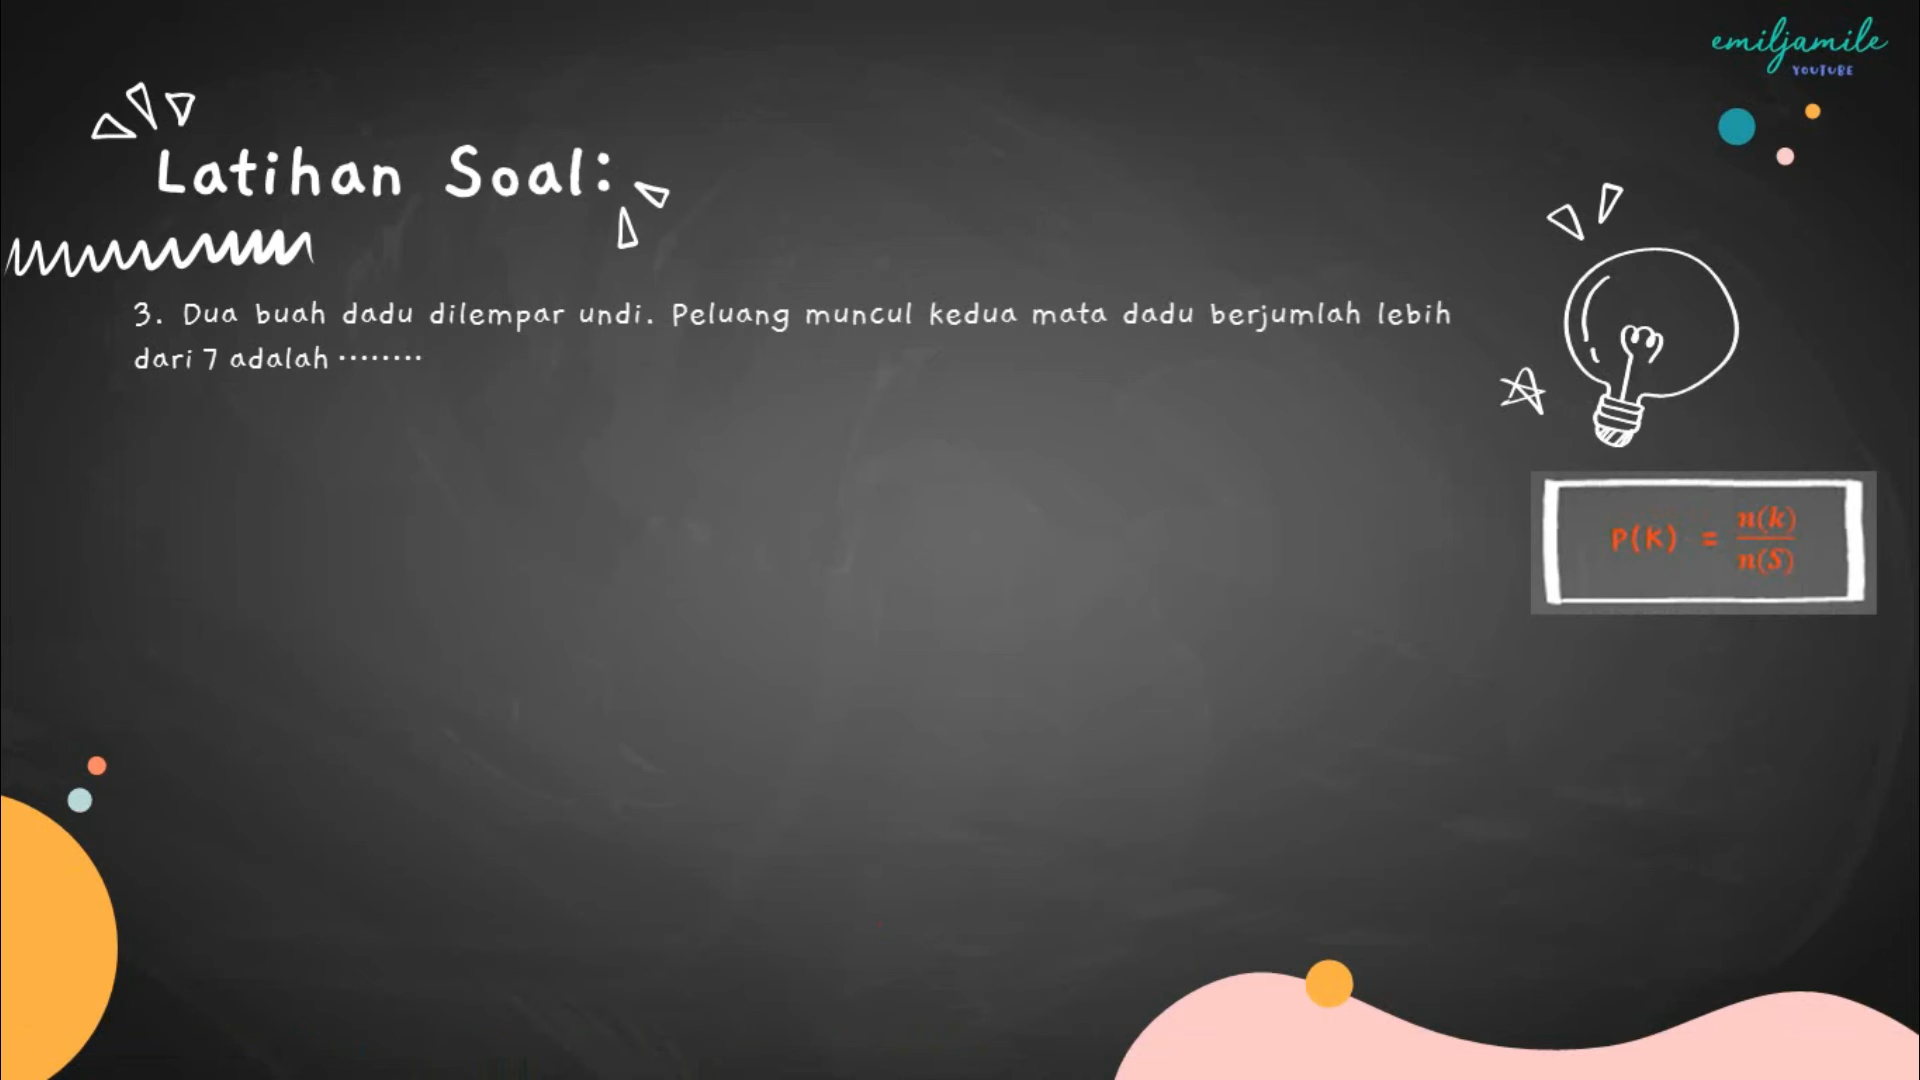 emiljamile
YOUTUBE
Latihan Soal:
3. Dua buah dadu dilempar undi. Peluang muncul kedua mata dadu berjumlah lebih
dari 7 adalah ........
P(K) = n(k)/n(S)